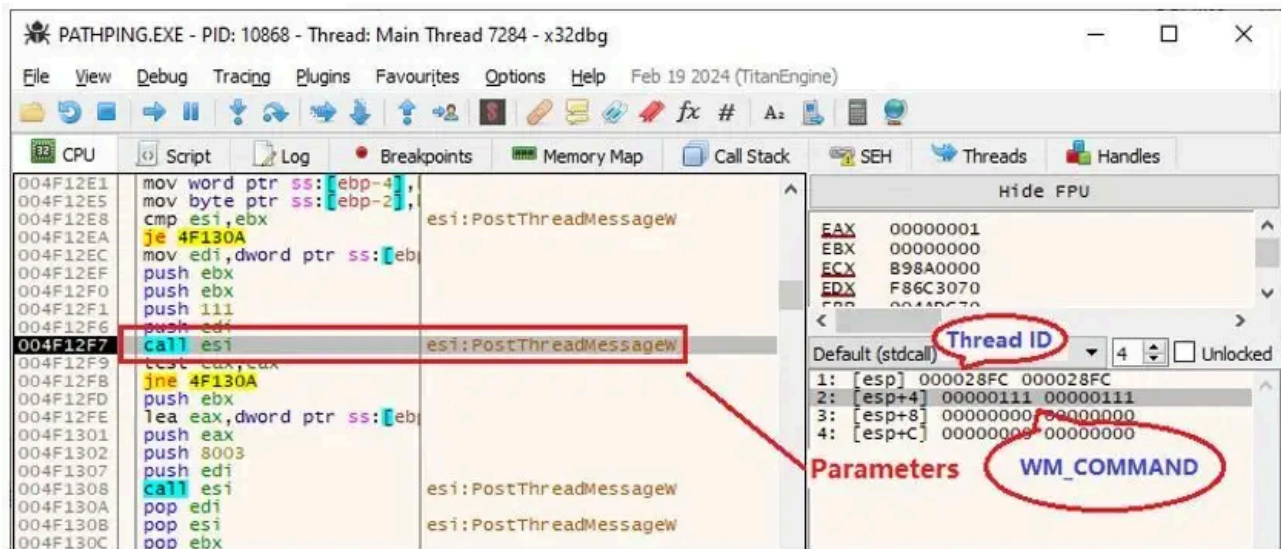 PATHPING.EXE - PID: 10868 - Thread: Main Thread 7284 - x32dbg
File View Debug Tracing Plugins Favourites Options Help Feb 19 2024 (TitanEngine)
fx # A₂
CPU Script Log Breakpoints Memory Map Call Stack SEH Threads Handles
004F12E1 mov word ptr ss:[ebp-4],
004F12E5 mov byte ptr ss:[ebp-2],
004F12E8 cmp esi,ebx esi:PostThreadMessageW
004F12EA je 4F130A
004F12EC mov edi,dword ptr ss:[eb
004F12EF push ebx
004F12F0 push ebx
004F12F1 push 111
004F12F6 push edi
004F12F7 call esi esi:PostThreadMessageW
004F12F9 test eax,eax
004F12FB jne 4F130A
004F12FD push ebx
004F12FE lea eax,dword ptr ss:[eb
004F1301 push eax
004F1302 push 8003
004F1307 push edi
004F1308 call esi esi:PostThreadMessageW
004F130A pop edi
004F130B pop esi esi:PostThreadMessageW
004F130C pop ebx
Hide FPU
EAX 00000001
EBX 00000000
ECX B98A0000
EDX F86C3070
Thread ID
Default (stdcall) 4 Unlocked
1: [esp] 000028FC 000028FC
2: [esp+4] 00000111 00000111
3: [esp+8] 00000000 00000000
4: [esp+C] 00000000 00000000
Parameters
WM_COMMAND